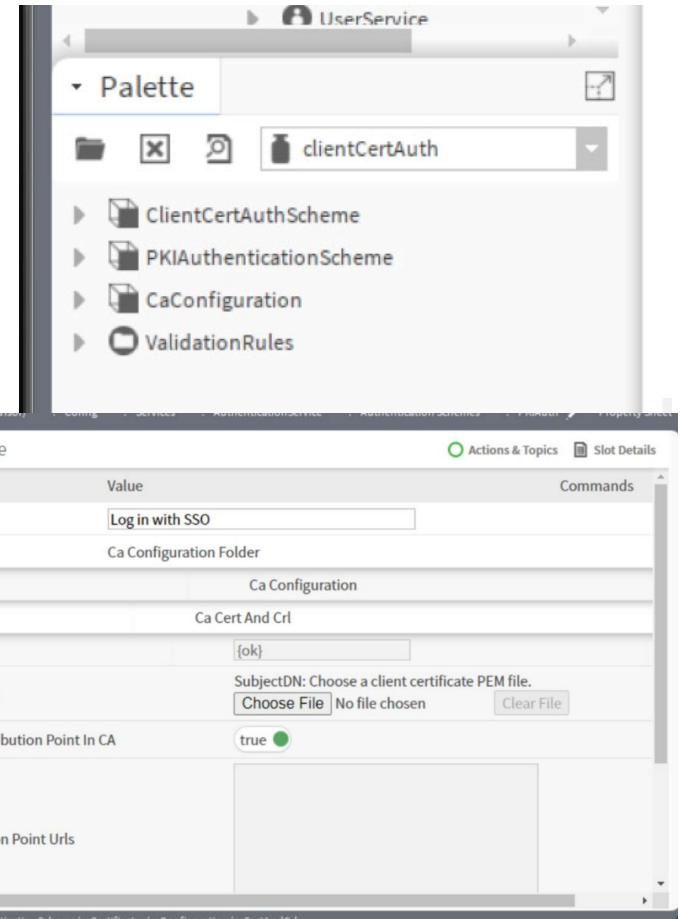 UserService
Palette
clientCertAuth
ClientCertAuthScheme
PKIAuthenticationScheme
CaConfiguration
ValidationRules
Config : Services : AuthenticationService : Authentication Schemes : PKIAuth Property Sheet
e Actions & Topics Slot Details
Value Commands
Log in with SSO
Ca Configuration Folder
Ca Configuration
Ca Cert And Crl
{ok}
SubjectDN: Choose a client certificate PEM file.
Choose File No file chosen Clear File
bution Point In CA true
n Point Urls